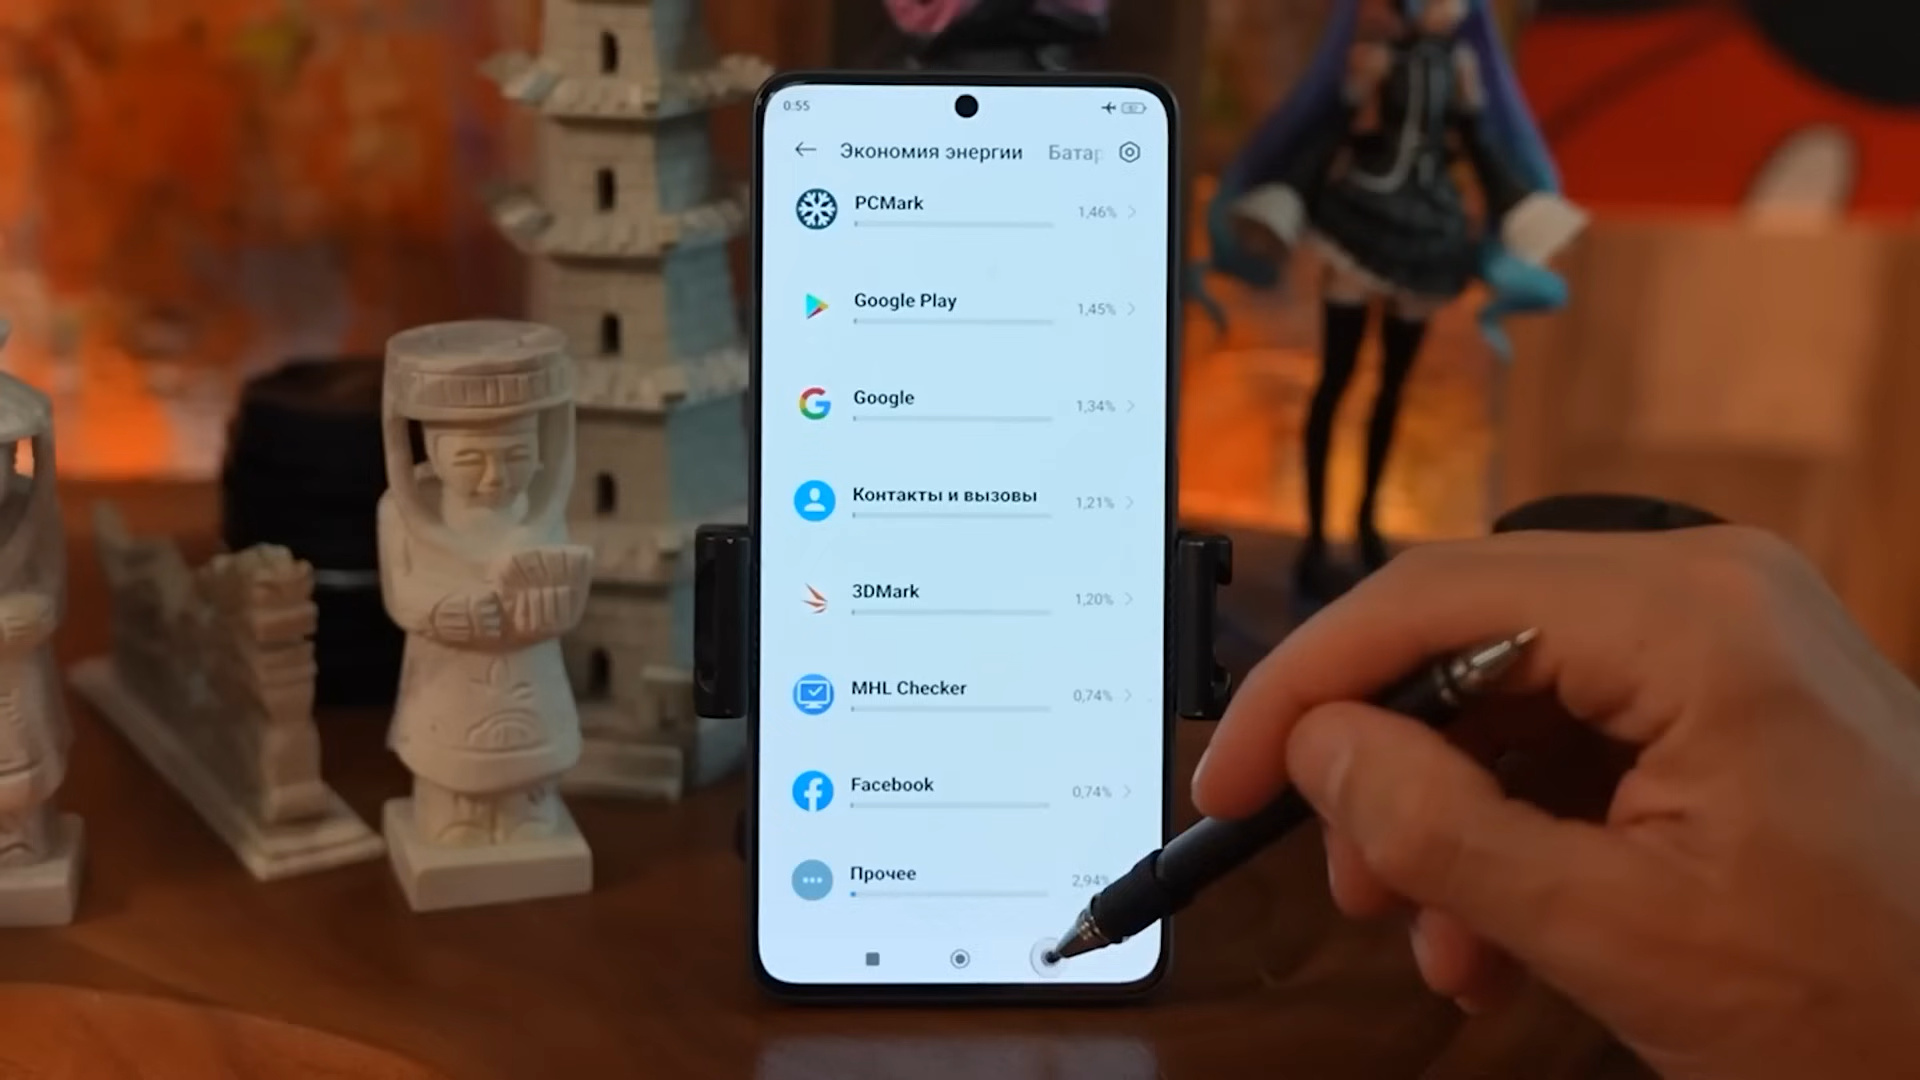 0:55
Экономия энергии Батар
PCMark
1,46%
Google Play
1,45%
Google
1,34%
Контакты и вызовы
1,21%
3DMark
1,20%
MHL Checker
0,74%
Facebook
0,74%
Прочее
2,94%